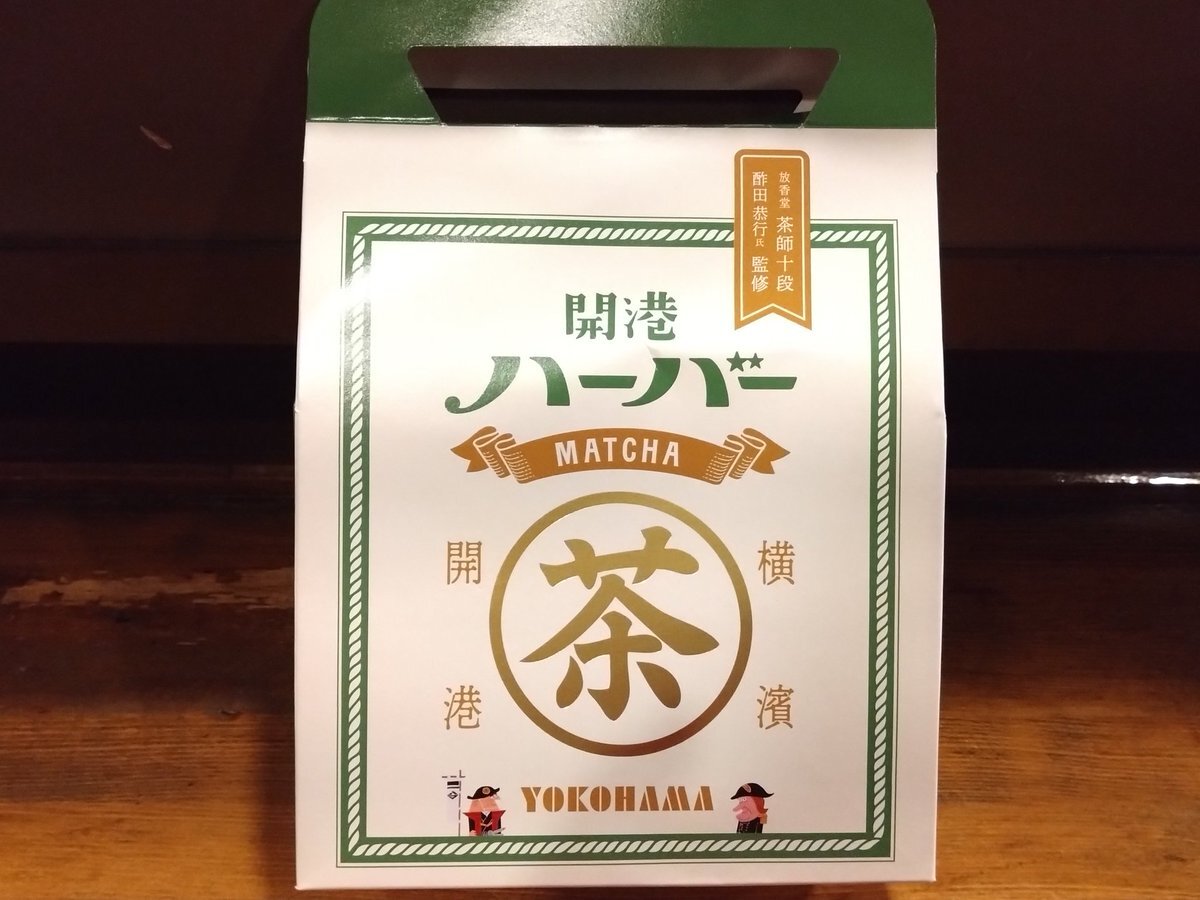 放香堂 茶師十段
酢田 恭行氏 監修
開港
ハーバー
MATCHA
茶
横濱
開港
YOKOHAMA